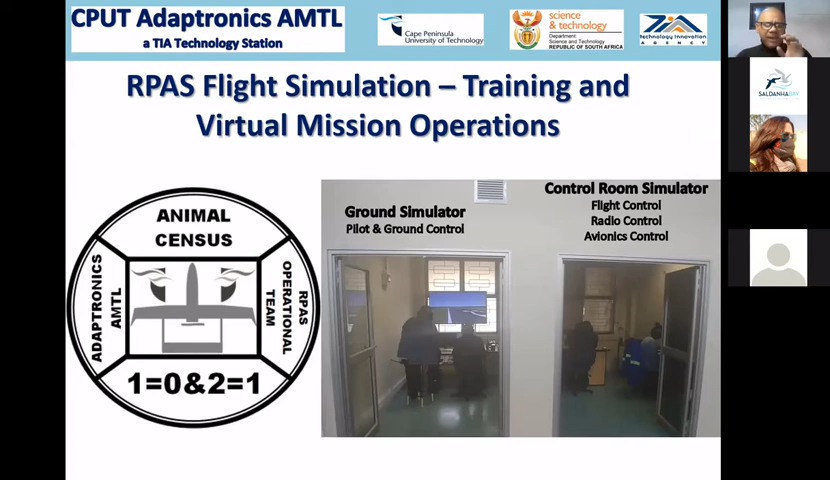 CPUT Adaptronics AMTL
a TIA Technology Station
Cape Peninsula
University of Technology
science
& technology
Department:
Science and Technology
REPUBLIC OF SOUTH AFRICA
technology innovation
AGENCY
RPAS Flight Simulation – Training and
Virtual Mission Operations
ANIMAL
CENSUS
ADAPTRONICS
AMTL
RPAS
OPERATIONAL
TEAM
1=0&2=1
Ground Simulator
Pilot & Ground Control
Control Room Simulator
Flight Control
Radio Control
Avionics Control
SALDANHABAY